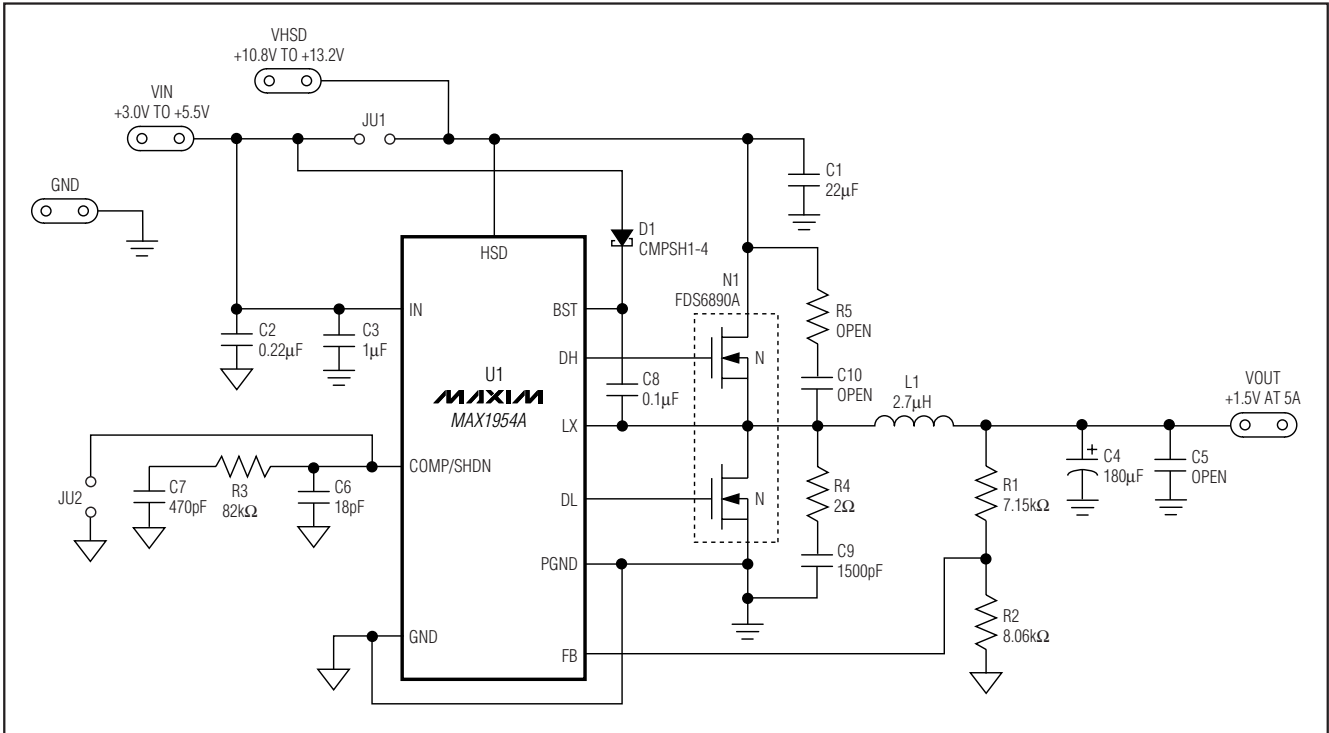 VHSD
+10.8V TO +13.2V
VIN
+3.0V TO +5.5V
JU1
GND
C1
22μF
D1
CMPSH1-4
HSD
N1
FDS6890A
IN
BST
R5
OPEN
C2
0.22μF
C3
1μF
DH
N
U1
MAXIM
MAX1954A
C8
0.1μF
C10
OPEN
L1
2.7μH
VOUT
+1.5V AT 5A
LX
COMP/SHDN
JU2
C7
470pF
R3
82kΩ
C6
18pF
DL
N
R4
2Ω
R1
7.15kΩ
+
C4
180μF
C5
OPEN
PGND
C9
1500pF
GND
FB
R2
8.06kΩ